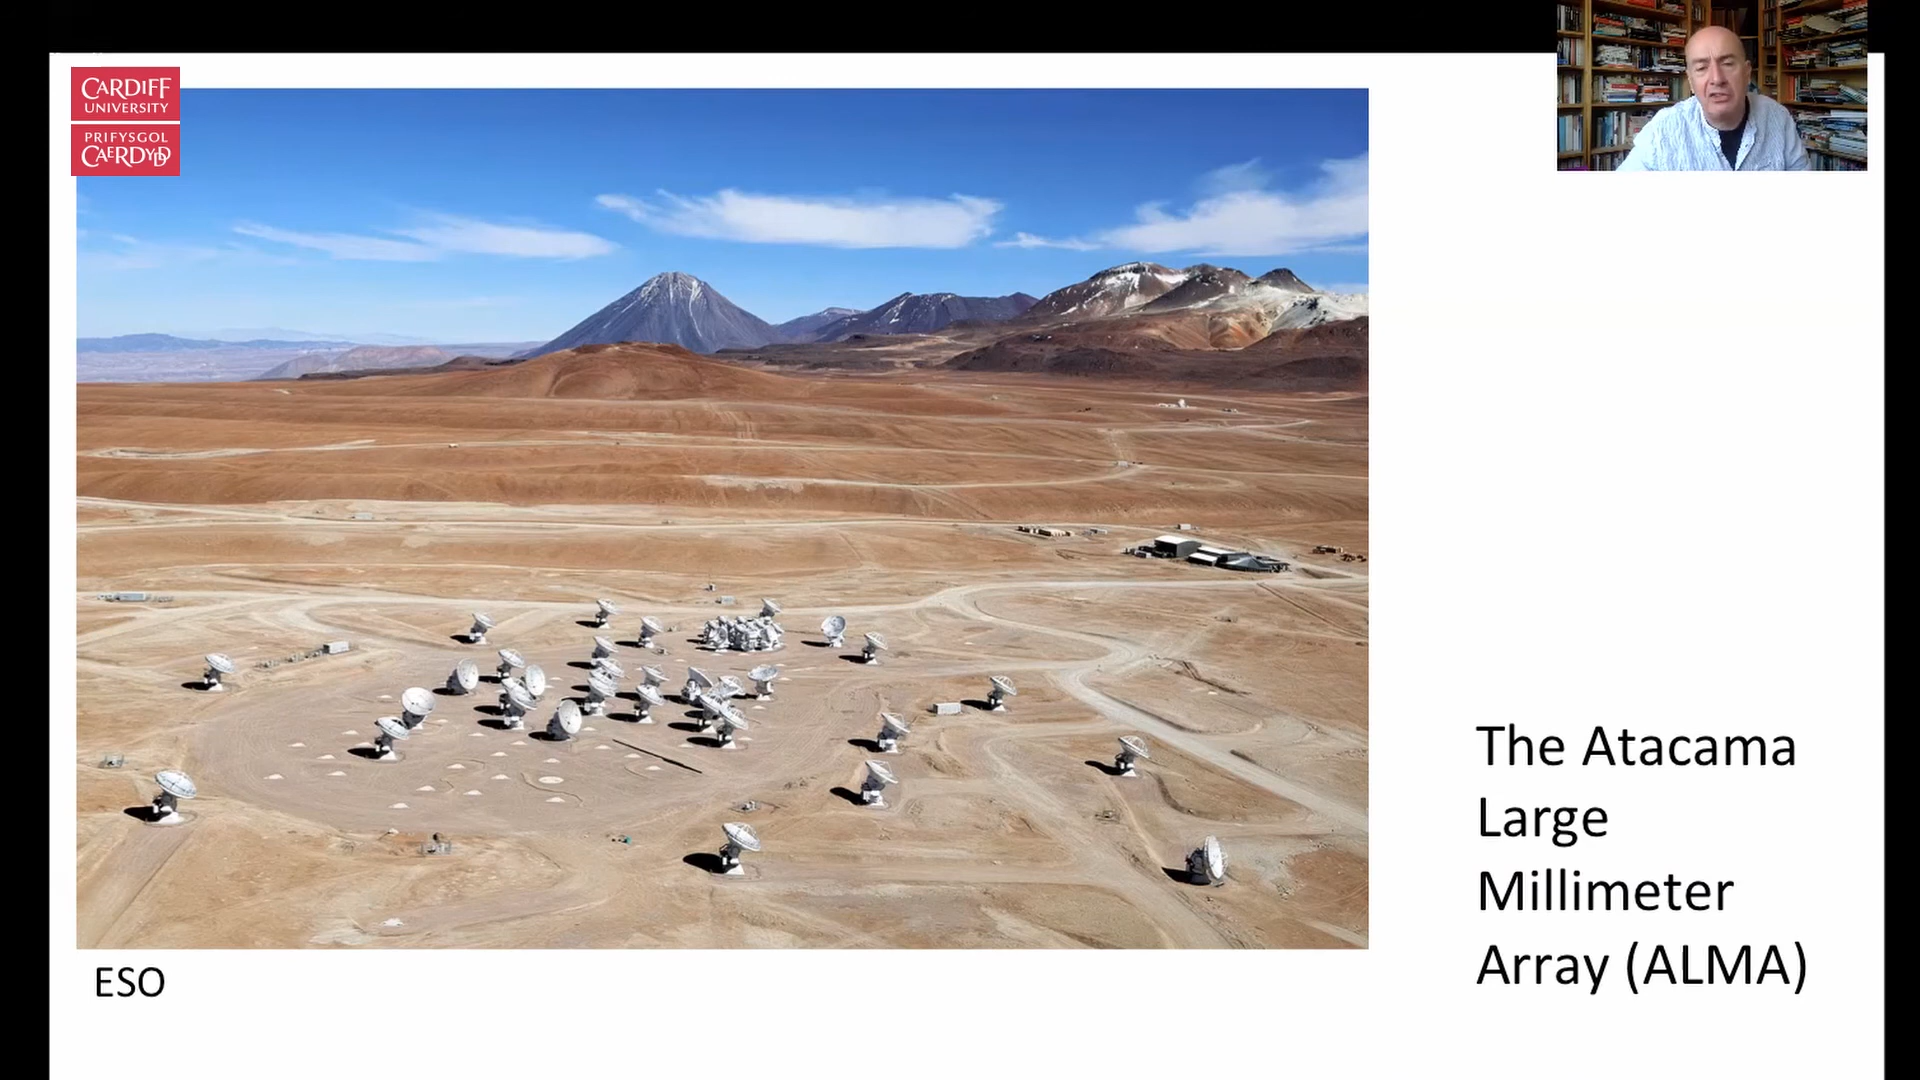 CARDIFF
UNIVERSITY
PRIFYSGOL
CAERDYDD
ESO
The Atacama
Large
Millimeter
Array (ALMA)